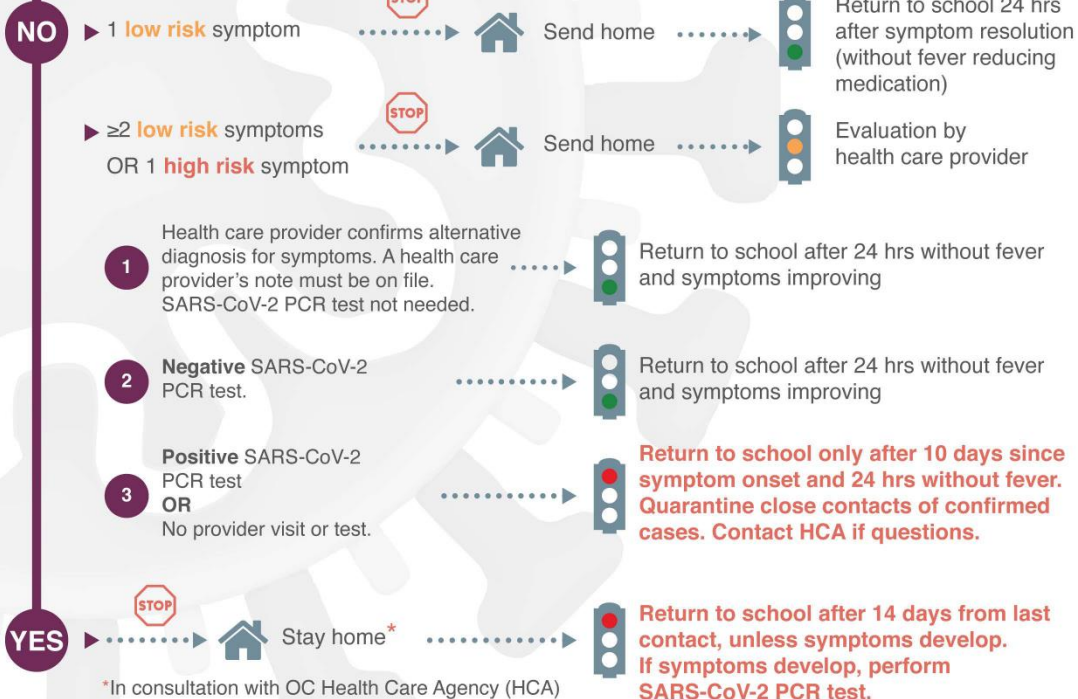 STOP
Return to school 24 hrs
NO
1 low risk symptom
Send home
after symptom resolution
(without fever reducing
medication)
STOP
≥2 low risk symptoms
OR 1 high risk symptom
Send home
Evaluation by
health care provider
1
Health care provider confirms alternative
diagnosis for symptoms. A health care
provider's note must be on file.
SARS-CoV-2 PCR test not needed.
Return to school after 24 hrs without fever
and symptoms improving
2
Negative SARS-CoV-2
PCR test.
Return to school after 24 hrs without fever
and symptoms improving
3
Positive SARS-CoV-2
PCR test
OR
No provider visit or test.
Return to school only after 10 days since
symptom onset and 24 hrs without fever.
Quarantine close contacts of confirmed
cases. Contact HCA if questions.
STOP
YES
Stay home*
Return to school after 14 days from last
contact, unless symptoms develop.
If symptoms develop, perform
SARS-CoV-2 PCR test.
*In consultation with OC Health Care Agency (HCA)